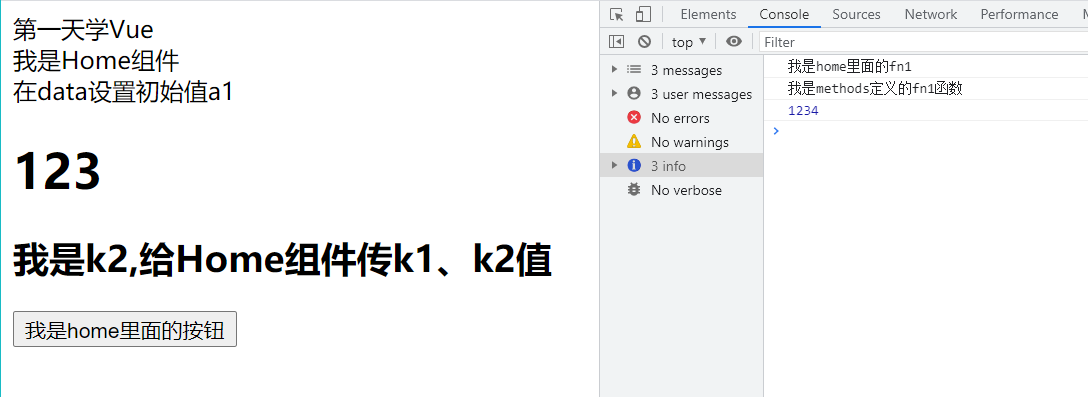 第一天学Vue
我是Home组件
在data设置初始值a1
123
我是k2,给Home组件传k1、k2值
我是home里面的按钮
Elements Console Sources Network Performance M
top ▼ Filter
3 messages
3 user messages
No errors
No warnings
3 info
No verbose
我是home里面的fn1
我是methods定义的fn1函数
1234